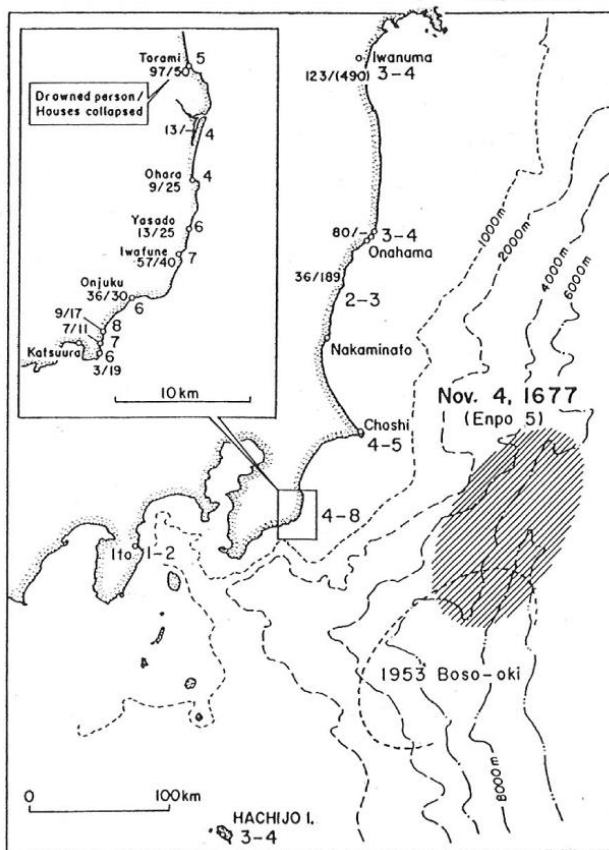 Torami
97/50
5
Drowned person/
Houses collapsed
13/-
4
Ohara
9/25
4
Yasado
13/25
6
Iwafune
57/40
7
Onjuku
36/30
6
9/17
8
7/11
7
Katsuura
6
3/19
10 km
Iwanuma
123/(490)
3-4
80/-
3-4
Onahama
36/189
2-3
Nakaminato
Choshi
4-5
4-8
Ito
1-2
1000m
2000m
4000m
6000m
Nov. 4, 1677
(Enpo 5)
1953 Boso-oki
8000m
0
100km
HACHIJO I.
3-4